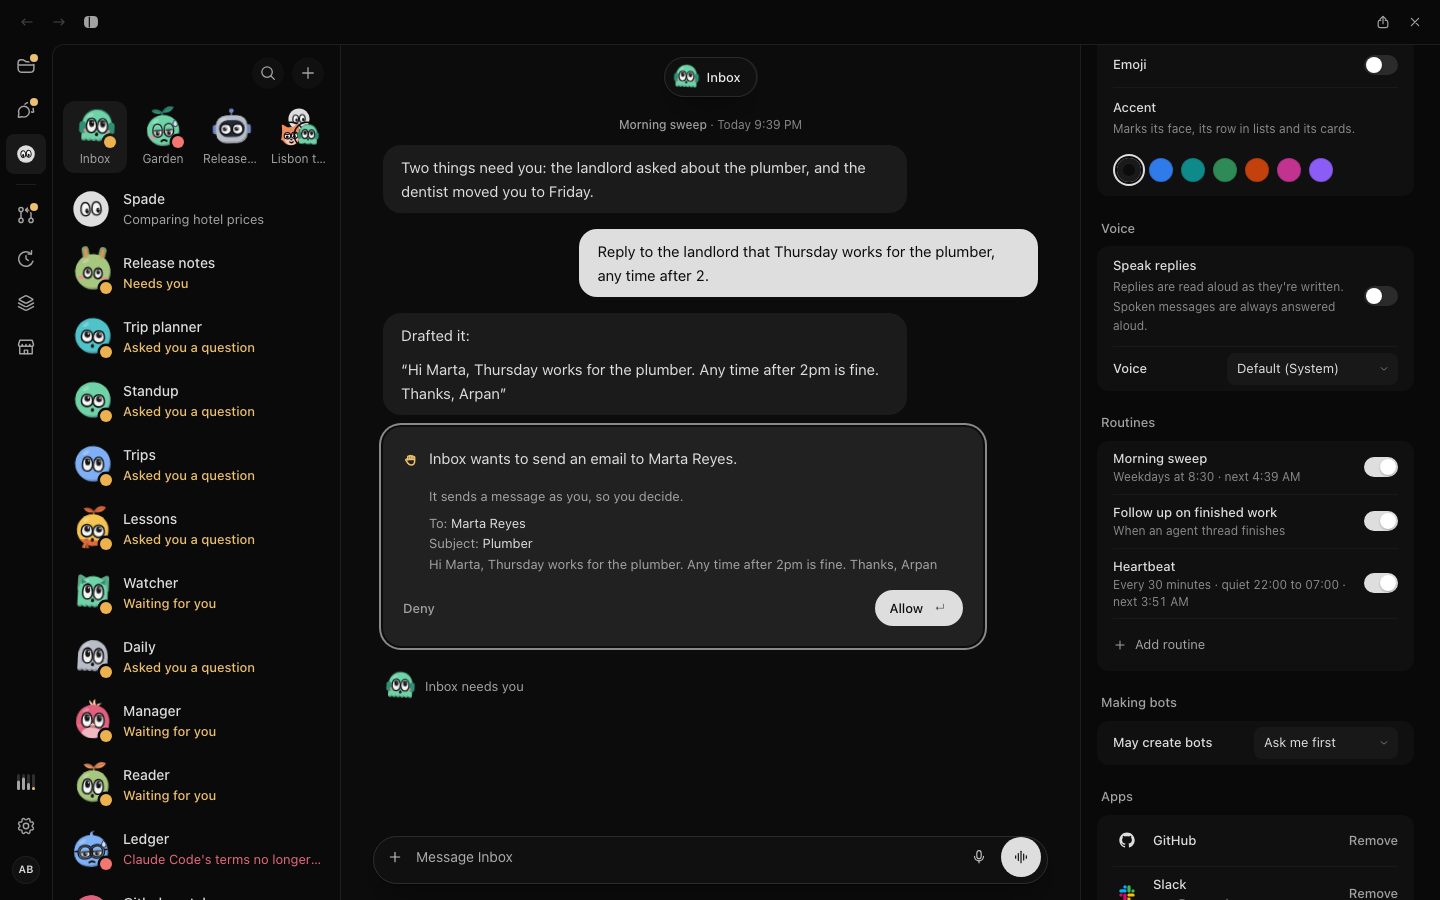 Inbox
Garden
Release...
Lisbon t...
Spade
Comparing hotel prices
Release notes
Needs you
Trip planner
Asked you a question
Standup
Asked you a question
Trips
Asked you a question
Lessons
Asked you a question
Watcher
Waiting for you
Daily
Asked you a question
Manager
Waiting for you
Reader
Waiting for you
Ledger
Claude Code's terms no longer...
AB
Inbox
Morning sweep · Today 9:39 PM
Two things need you: the landlord asked about the plumber, and the
dentist moved you to Friday.
Reply to the landlord that Thursday works for the plumber,
any time after 2.
Drafted it:
“Hi Marta, Thursday works for the plumber. Any time after 2pm is fine.
Thanks, Arpan”
Inbox wants to send an email to Marta Reyes.
It sends a message as you, so you decide.
To: Marta Reyes
Subject: Plumber
Hi Marta, Thursday works for the plumber. Any time after 2pm is fine. Thanks, Arpan
Deny
Allow
Inbox needs you
Message Inbox
Emoji
Accent
Marks its face, its row in lists and its cards.
Voice
Speak replies
Replies are read aloud as they're written.
Spoken messages are always answered
aloud.
Voice
Default (System)
Routines
Morning sweep
Weekdays at 8:30 · next 4:39 AM
Follow up on finished work
When an agent thread finishes
Heartbeat
Every 30 minutes · quiet 22:00 to 07:00 ·
next 3:51 AM
Add routine
Making bots
May create bots
Ask me first
Apps
GitHub
Remove
Slack
Remove